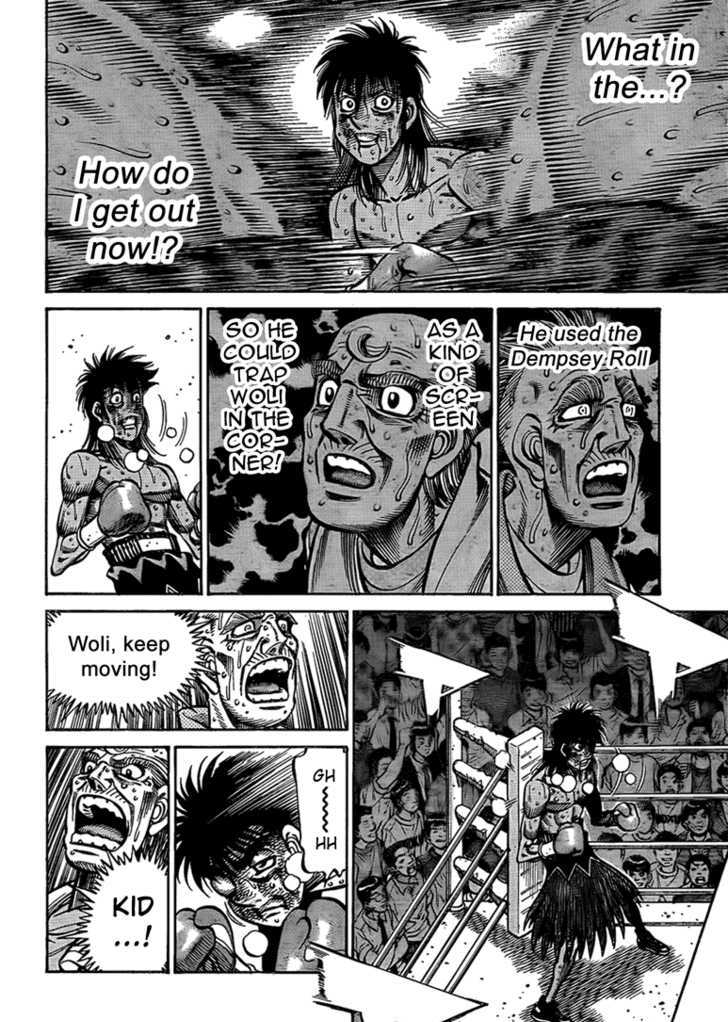 What in
the...?
How do
I get out
now!?
He used the
Dempsey Roll
AS A
KIND
OF
SCR-
EEN
SO HE
COULD
TRAP
WOLI
IN THE
COR-
NER!
Woli, keep
moving!
GH
HH
KID
...!